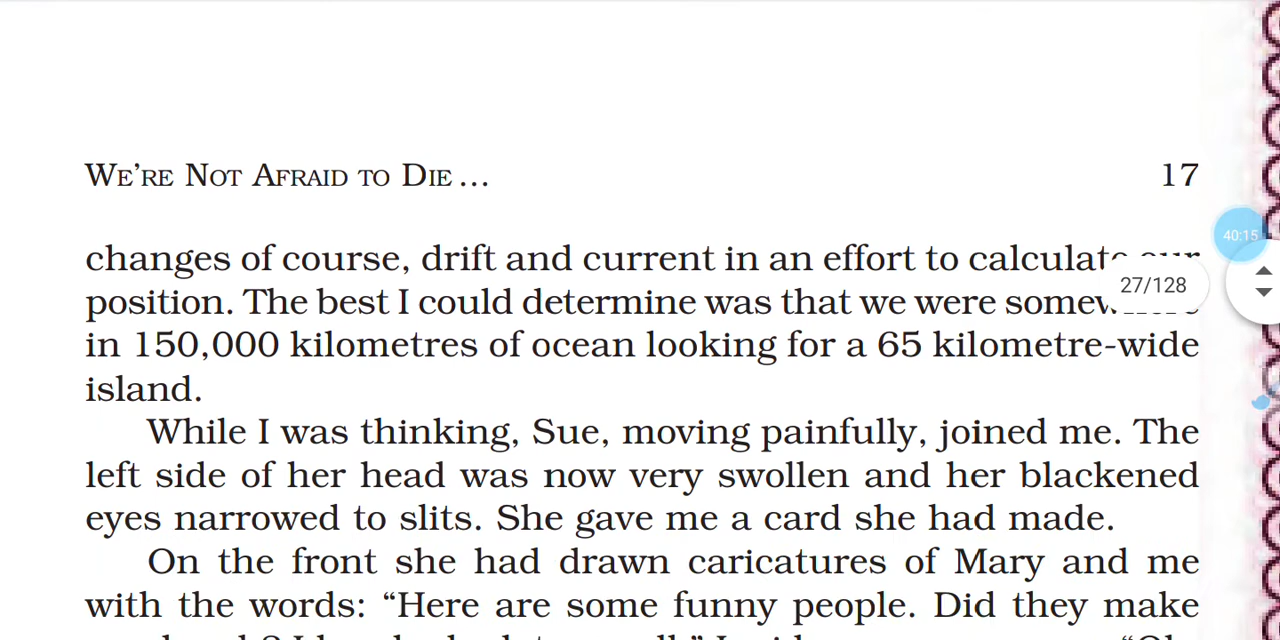 WE'RE NOT AFRAID TO DIE... 17
40:15
changes of course, drift and current in an effort to calculate our
27/128
position. The best I could determine was that we were somewhere
in 150,000 kilometres of ocean looking for a 65 kilometre-wide
island.
While I was thinking, Sue, moving painfully, joined me. The
left side of her head was now very swollen and her blackened
eyes narrowed to slits. She gave me a card she had made.
On the front she had drawn caricatures of Mary and me
with the words: “Here are some funny people. Did they make